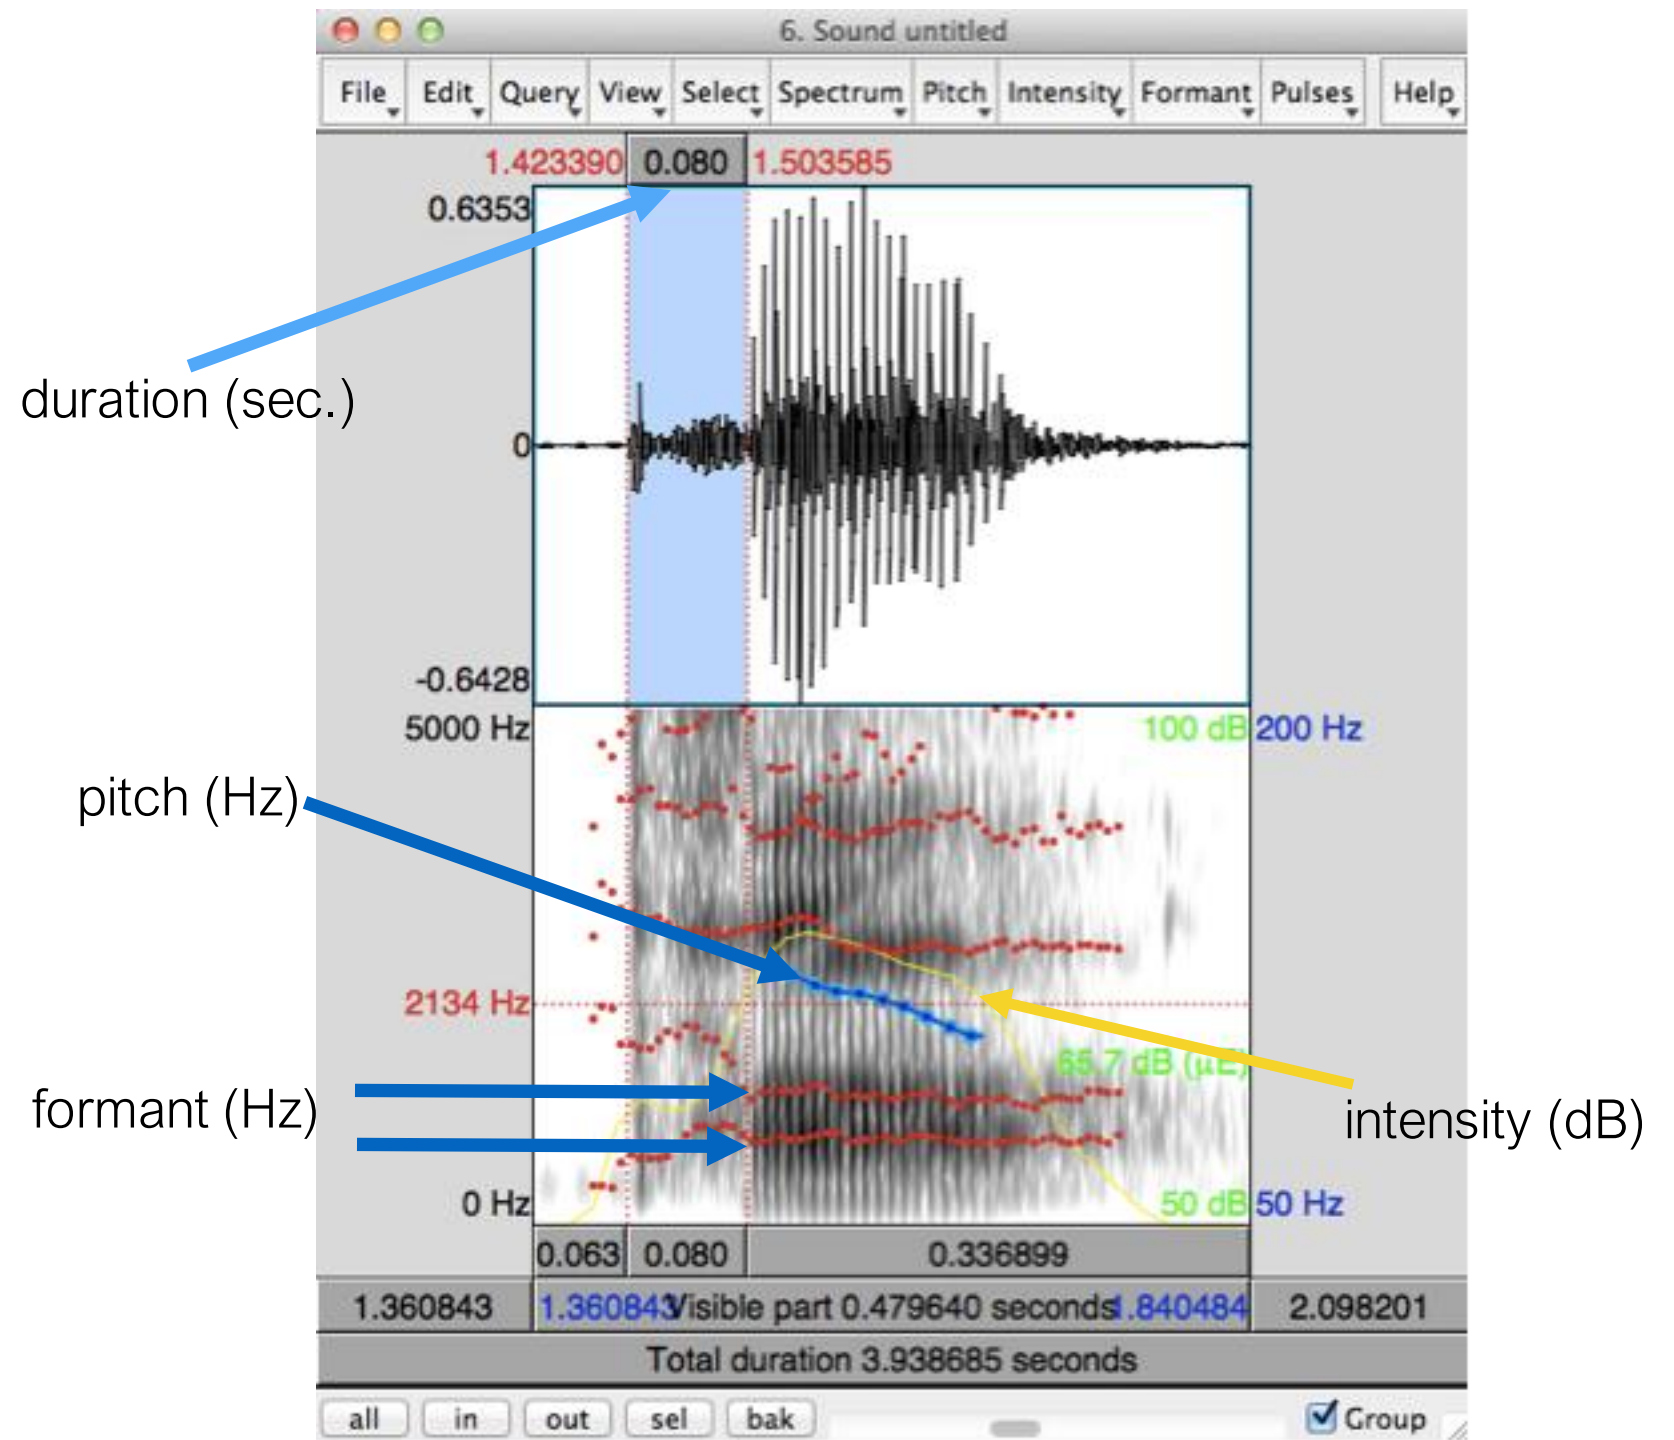 6. Sound untitled
File Edit Query View Select Spectrum Pitch Intensity Formant Pulses Help
1.423390 0.080 1.503585
0.6353
duration (sec.)
0
-0.6428
5000 Hz 100 dB 200 Hz
pitch (Hz)
2134 Hz
65.7 dB (µE)
formant (Hz)
intensity (dB)
0 Hz 50 dB 50 Hz
0.063 0.080 0.336899
1.360843 1.360843 Visible part 0.479640 seconds 1.840484 2.098201
Total duration 3.938685 seconds
all in out sel bak Group